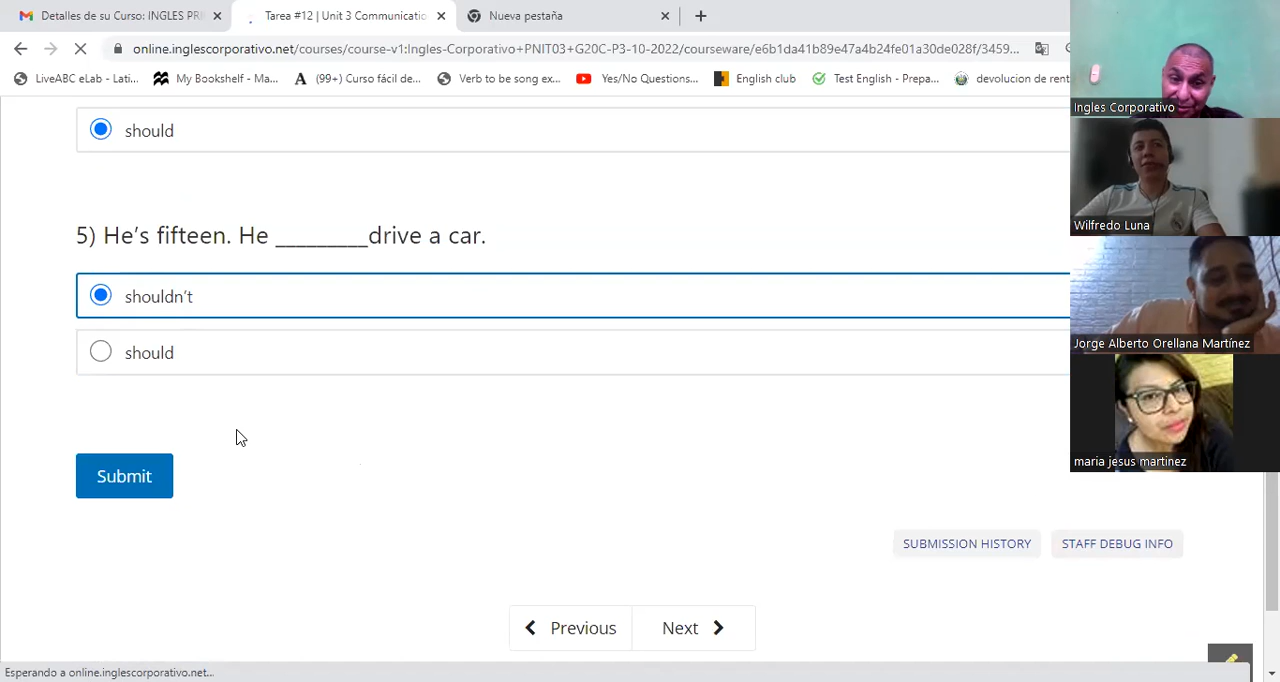 Detalles de su Curso: INGLES PRI
Tarea #12 | Unit 3 Communicatio
Nueva pestaña
online.inglescorporativo.net/courses/course-v1:Ingles-Corporativo+PNIT03+G20C-P3-10-2022/courseware/e6b1da41b89e47a4b24fe01a30de028f/3459...
LiveABC eLab - Lati...
My Bookshelf - Ma...
(99+) Curso fácil de...
Verb to be song ex...
Yes/No Questions...
English club
Test English - Prepa...
devolucion de rent
Ingles Corporativo
should
Wilfredo Luna
5) He’s fifteen. He _________drive a car.
shouldn’t
should
Jorge Alberto Orellana Martínez
maria jesus martinez
Submit
SUBMISSION HISTORY
STAFF DEBUG INFO
Previous
Next
Esperando a online.inglescorporativo.net...